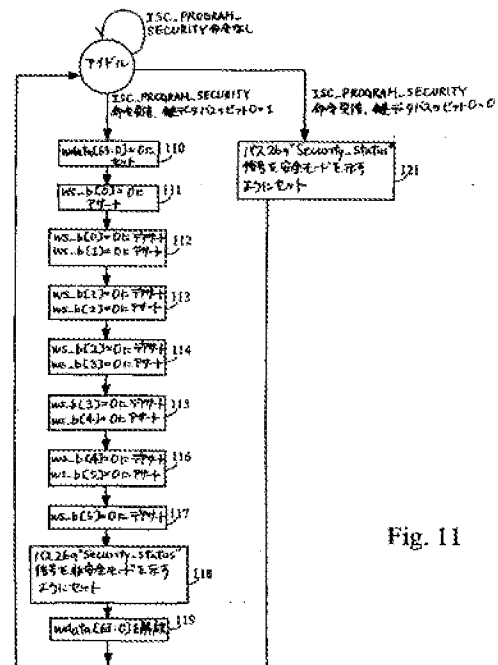 ISC_PROGRAM_
SECURITY命令なし
アイドル
ISC_PROGRAM_SECURITY
命令受信、鍵データパスのビット0=1
ISC_PROGRAM_SECURITY
命令受信、鍵データパスのビット0=0
wdata[63:0]=0に
セット
110
ws_b[0]=0に
アサート
111
ws_b[0]=0に デアサート
ws_b[1]=0に アサート
112
ws_b[1]=0に デアサート
ws_b[2]=0に アサート
113
ws_b[2]=0に デアサート
ws_b[3]=0に アサート
114
ws_b[3]=0に デアサート
ws_b[4]=0に アサート
115
ws_b[4]=0に デアサート
ws_b[5]=0に アサート
116
ws_b[5]=0に デアサート
117
パス26の"Security_Status"
信号を非安全モードを示す
ようにセット
118
wdata[63:0]を解放
119
パス26の"Security_Status"
信号を安全モードを示す
ようにセット
121
Fig. 11